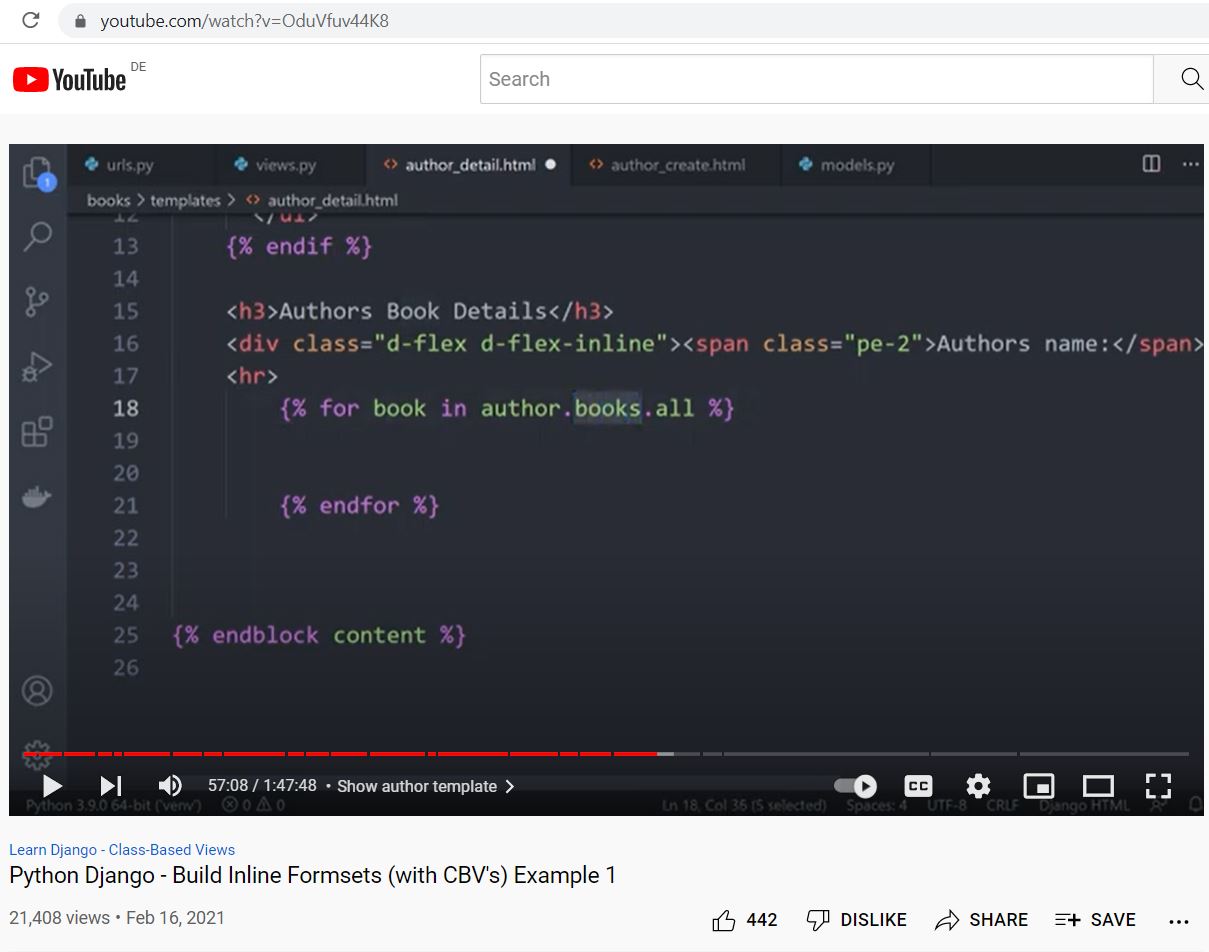 youtube.com/watch?v=OduVfuv44K8
YouTube DE
Search
urls.py views.py author_detail.html author_create.html models.py
1
books > templates > author_detail.html
12 </ul>
13 {% endif %}
14
15 <h3>Authors Book Details</h3>
16 <div class="d-flex d-flex-inline"><span class="pe-2">Authors name:</span>
17 <hr>
18 {% for book in author.books.all %}
19
20
21 {% endfor %}
22
23
24
25 {% endblock content %}
26
57:08 / 1:47:48 • Show author template
CC
Python 3.9.0 64-bit ('venv') 0 0 Ln 18, Col 36 (5 selected) Spaces: 4 UTF-8 CRLF Django HTML
Learn Django - Class-Based Views
Python Django - Build Inline Formsets (with CBV's) Example 1
21,408 views • Feb 16, 2021
442 DISLIKE SHARE SAVE